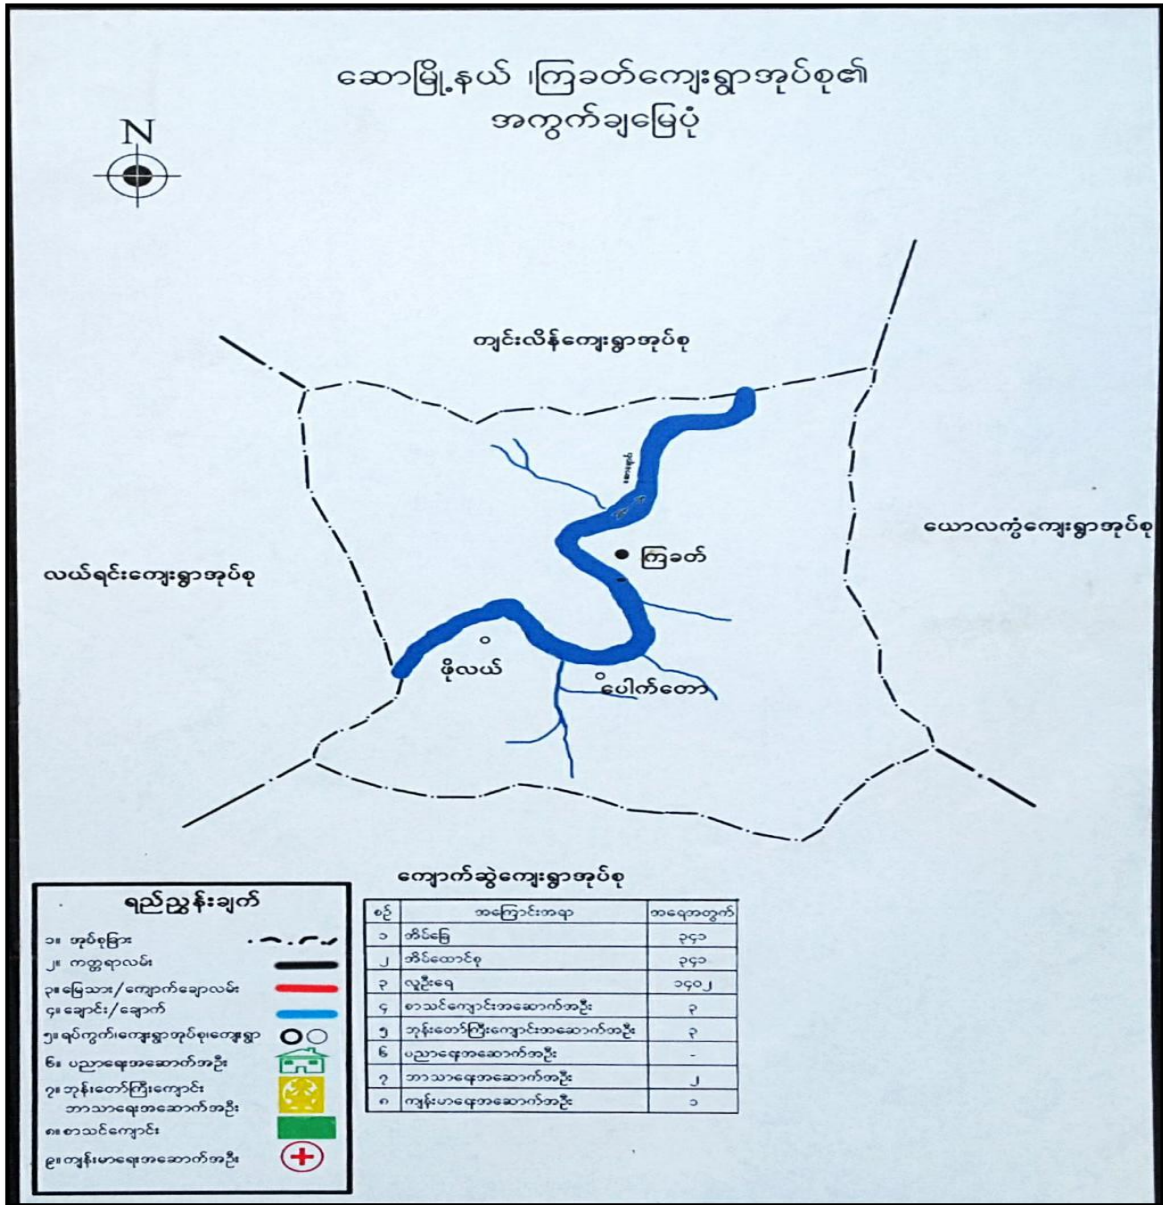 ဆောမြို့နယ် ၊ကြခတ်ကျေးရွာအုပ်စု၏
အကွက်ချမြေပုံ
N
ကျင်းလိန်ကျေးရွာအုပ်စု
ယောလက္ပံကျေးရွာအုပ်စု
လယ်ရင်းကျေးရွာအုပ်စု
ကြခတ်
ဖိုလယ်
ပေါက်တော
ကျောက်ဆွဲကျေးရွာအုပ်စု
ရည်ညွှန်းချက်
၁။ အုပ်စုခြား
၂။ ကတ္တရာလမ်း
၃။မြေသား/ကျောက်ချောလမ်း
၄။ချောင်း/ချောက်
၅။ရပ်ကွက်၊ကျေးရွာအုပ်စု၊ကျေးရွာ
၆။ ပညာရေးအဆောက်အဦး
၇။ဘုန်းတော်ကြီးကျောင်း
ဘာသာရေးအဆောက်အဦး
၈။စာသင်ကျောင်း
၉။ကျန်းမာရေးအဆောက်အဦး
စဉ် အကြောင်းအရာ အရေအတွက်
၁ အိမ်ခြေ ၃၄၁
၂ အိမ်ထောင်စု ၃၄၁
၃ လူဦးရေ ၁၄၀၂
၄ စာသင်ကျောင်းအဆောက်အဦး ၃
၅ ဘုန်းတော်ကြီးကျောင်းအဆောက်အဦး ၃
၆ ပညာရေးအဆောက်အဦး -
၇ ဘာသာရေးအဆောက်အဦး ၂
၈ ကျန်းမာရေးအဆောက်အဦး ၁